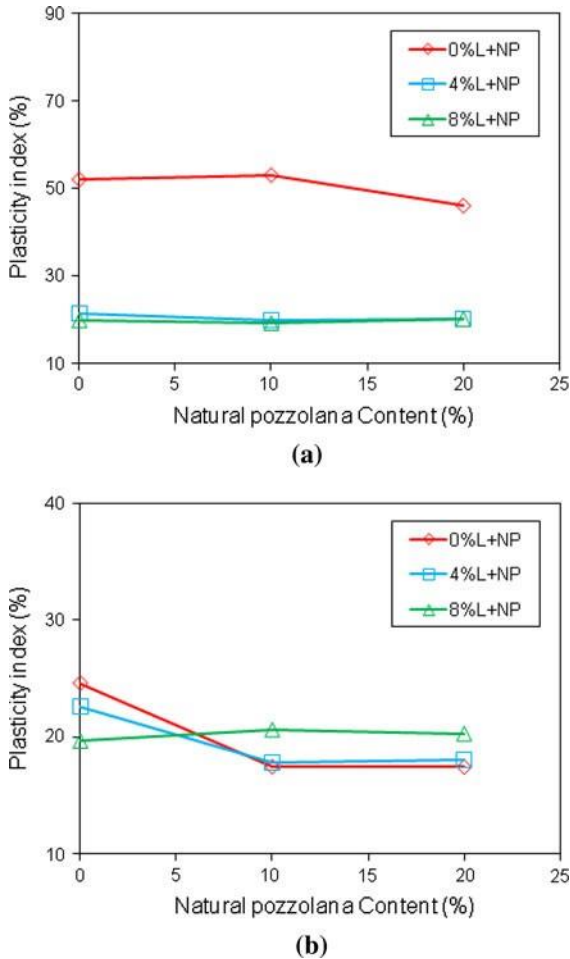 90
70
50
30
10
Plasticity index (%)
0%L+NP
4%L+NP
8%L+NP
0 5 10 15 20 25
Natural pozzolana Content (%)
(a)
40
30
20
10
Plasticity index (%)
0%L+NP
4%L+NP
8%L+NP
0 5 10 15 20 25
Natural pozzolana Content (%)
(b)